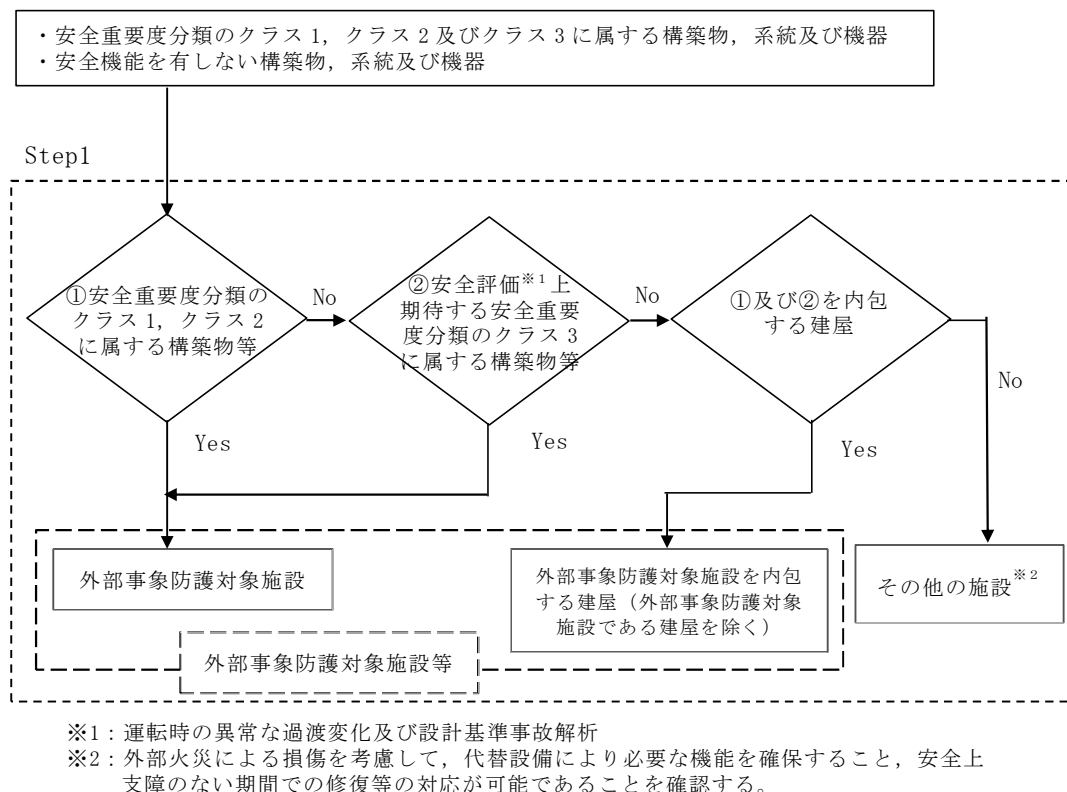 ・安全重要度分類のクラス1，クラス2及びクラス3に属する構築物，系統及び機器
・安全機能を有しない構築物，系統及び機器
Step1
①安全重要度分類の
クラス1，クラス2
に属する構築物等
No
②安全評価※1上
期待する安全重要
度分類のクラス3
に属する構築物等
No
①及び②を内包
する建屋
No
Yes
Yes
Yes
外部事象防護対象施設
外部事象防護対象施設を内包
する建屋（外部事象防護対象
施設である建屋を除く）
その他の施設※2
外部事象防護対象施設等
※1：運転時の異常な過渡変化及び設計基準事故解析
※2：外部火災による損傷を考慮して，代替設備により必要な機能を確保すること，安全上
支障のない期間での修復等の対応が可能であることを確認する。